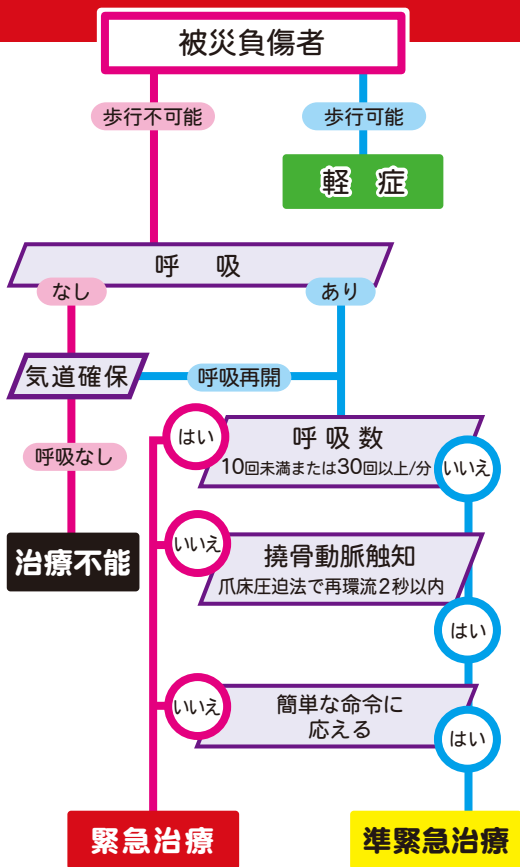 被災負傷者
歩行不可能
歩行可能
軽 症
呼 吸
なし
あり
気道確保
呼吸再開
呼吸なし
治療不能
はい
呼 吸 数
10回未満または30回以上/分
いいえ
いいえ
撓骨動脈触知
爪床圧迫法で再環流2秒以内
はい
いいえ
簡単な命令に
応える
はい
緊急治療
準緊急治療